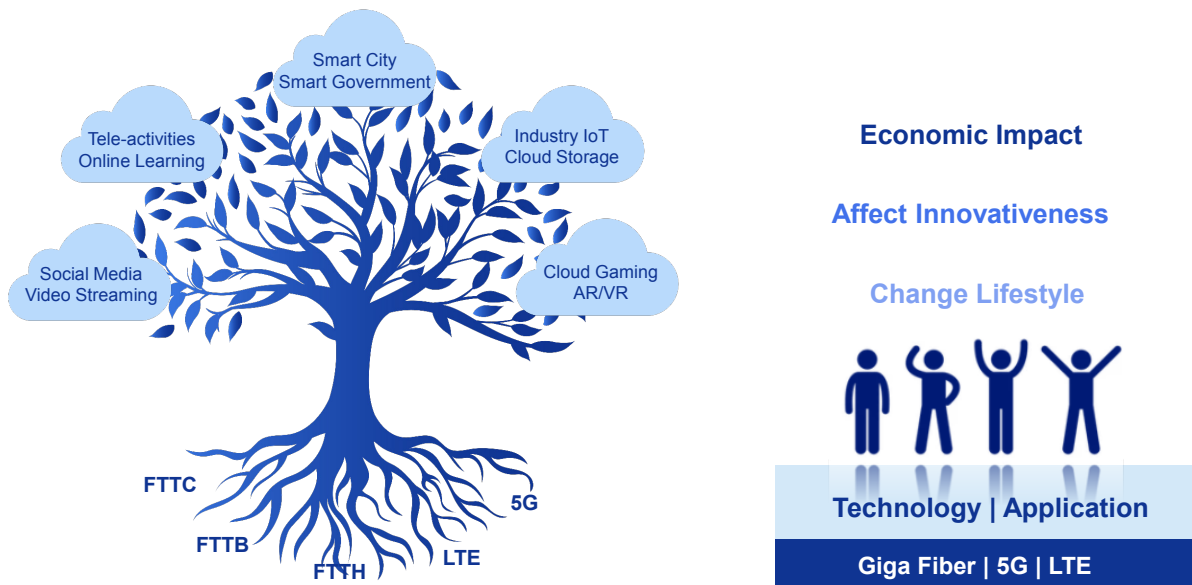 Smart City
Smart Government
Tele-activities
Online Learning
Industry IoT
Cloud Storage
Social Media
Video Streaming
Cloud Gaming
AR/VR
FTTC
FTTB
FTTH
LTE
5G
Economic Impact
Affect Innovativeness
Change Lifestyle
Technology | Application
Giga Fiber | 5G | LTE